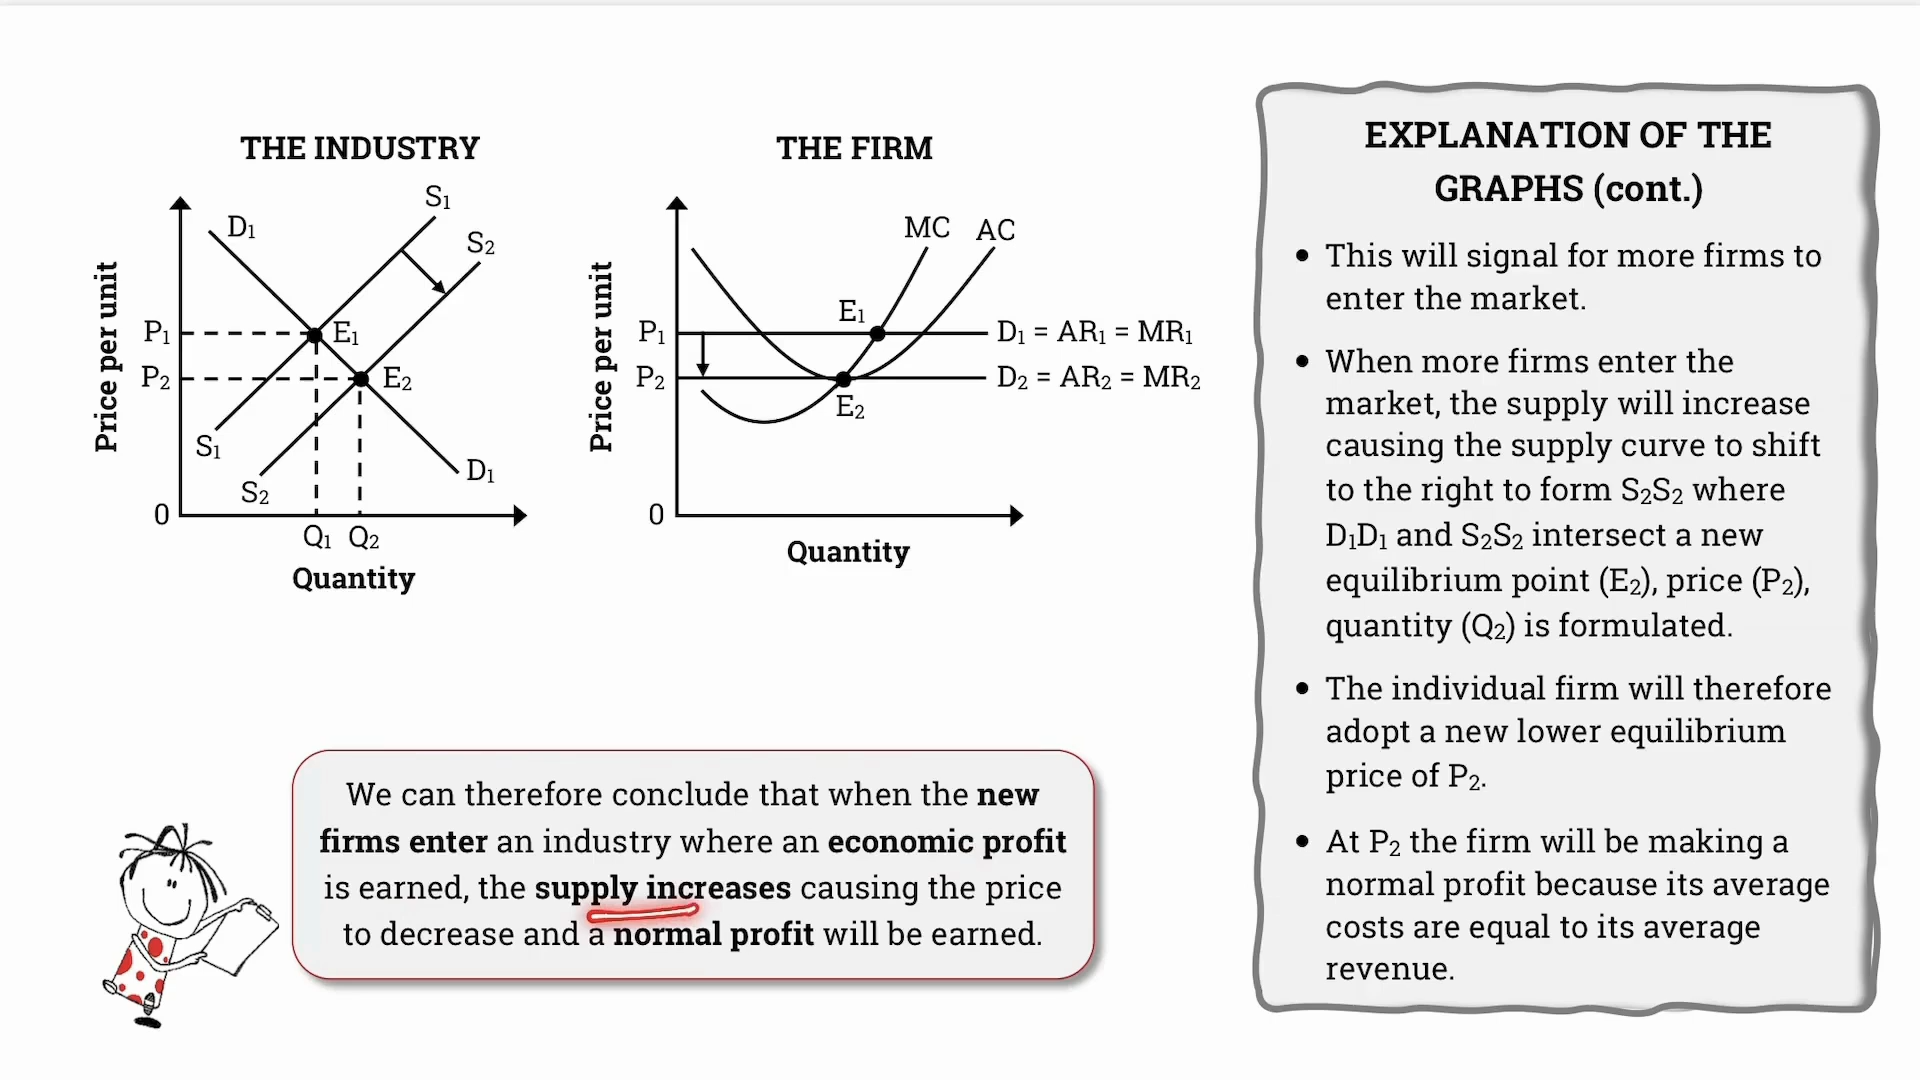 THE INDUSTRY
Price per unit
D₁
S₁
S₂
P₁
E₁
P₂
E₂
S₁
S₂
D₁
0
Q₁ Q₂
Quantity
THE FIRM
Price per unit
MC AC
E₁
P₁
D₁ = AR₁ = MR₁
P₂
D₂ = AR₂ = MR₂
E₂
0
Quantity
We can therefore conclude that when the new
firms enter an industry where an economic profit
is earned, the supply increases causing the price
to decrease and a normal profit will be earned.
EXPLANATION OF THE
GRAPHS (cont.)
• This will signal for more firms to
enter the market.
• When more firms enter the
market, the supply will increase
causing the supply curve to shift
to the right to form S₂S₂ where
D₁D₁ and S₂S₂ intersect a new
equilibrium point (E₂), price (P₂),
quantity (Q₂) is formulated.
• The individual firm will therefore
adopt a new lower equilibrium
price of P₂.
• At P₂ the firm will be making a
normal profit because its average
costs are equal to its average
revenue.